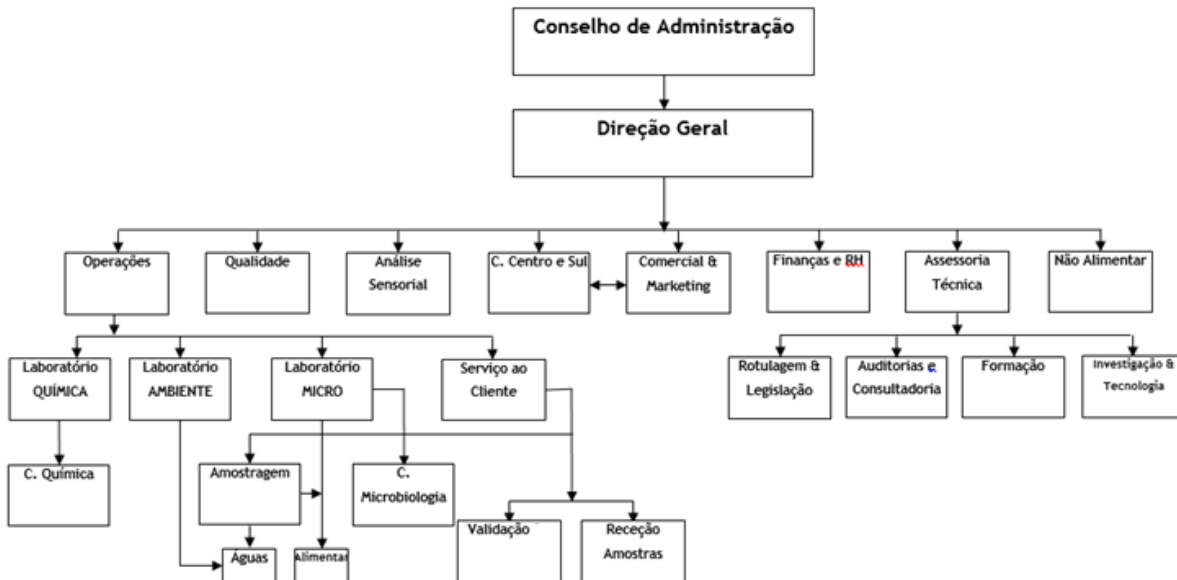 Conselho de Administração
Direção Geral
Operações
Qualidade
Análise
Sensorial
C. Centro e Sul
Comercial &
Marketing
Finanças e RH
Assessoria
Técnica
Não Alimentar
Laboratório
QUÍMICA
Laboratório
AMBIENTE
Laboratório
MICRO
Serviço ao
Cliente
Rotulagem &
Legislação
Auditorias e
Consultadoria
Formação
Investigação &
Tecnologia
C. Química
Amostragem
C.
Microbiologia
Validação
Receção
Amostras
Águas
Alimentar